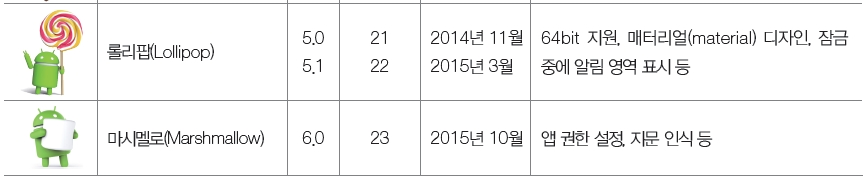 롤리팝(Lollipop)
5.0 21 2014년 11월 64bit 지원, 매터리얼(material) 디자인, 잠금
5.1 22 2015년 3월 중에 알림 영역 표시 등
마시멜로(Marshmallow) 6.0 23 2015년 10월 앱 권한 설정, 지문 인식 등